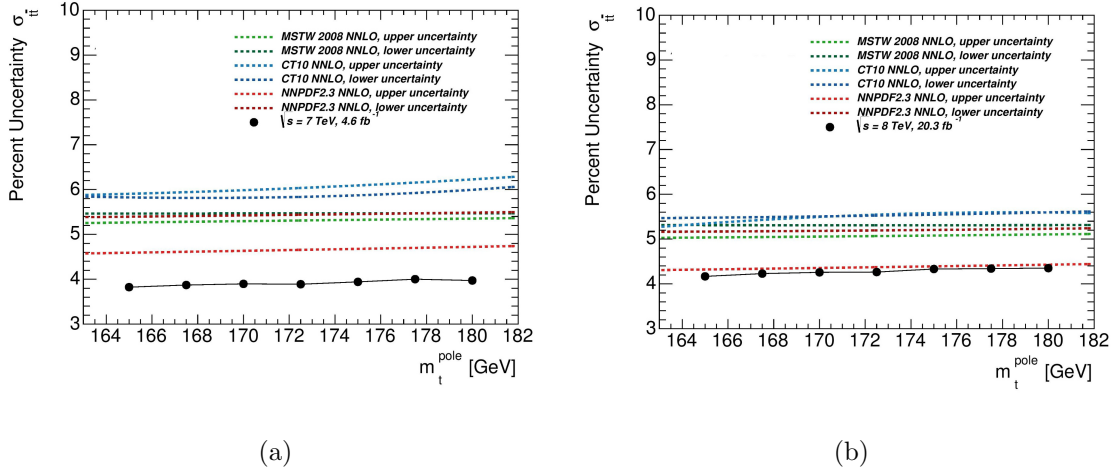 Percent Uncertainty σtt̄
10
9
8
7
6
5
4
3
MSTW 2008 NNLO, upper uncertainty
MSTW 2008 NNLO, lower uncertainty
CT10 NNLO, upper uncertainty
CT10 NNLO, lower uncertainty
NNPDF2.3 NNLO, upper uncertainty
NNPDF2.3 NNLO, lower uncertainty
√s = 7 TeV, 4.6 fb⁻¹
164 166 168 170 172 174 176 178 180 182
m_t^pole [GeV]
(a)
Percent Uncertainty σtt̄
10
9
8
7
6
5
4
3
MSTW 2008 NNLO, upper uncertainty
MSTW 2008 NNLO, lower uncertainty
CT10 NNLO, upper uncertainty
CT10 NNLO, lower uncertainty
NNPDF2.3 NNLO, upper uncertainty
NNPDF2.3 NNLO, lower uncertainty
√s = 8 TeV, 20.3 fb⁻¹
164 166 168 170 172 174 176 178 180 182
m_t^pole [GeV]
(b)